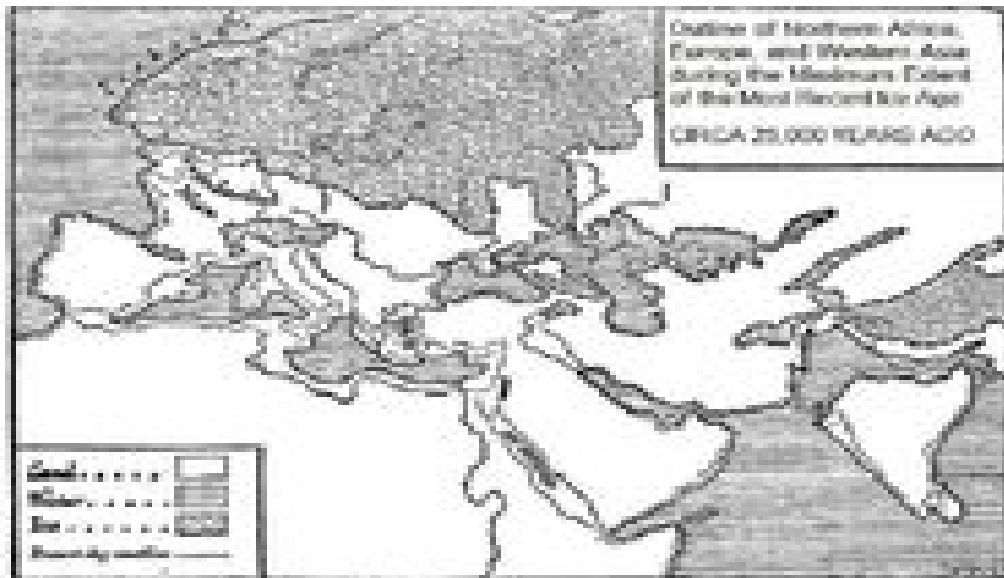 Outline of Northern Africa,
Europe, and Western Asia
during the Maximum Extent
of the Most Recent Ice Age
CIRCA 25,000 YEARS AGO
Land
Water
Ice